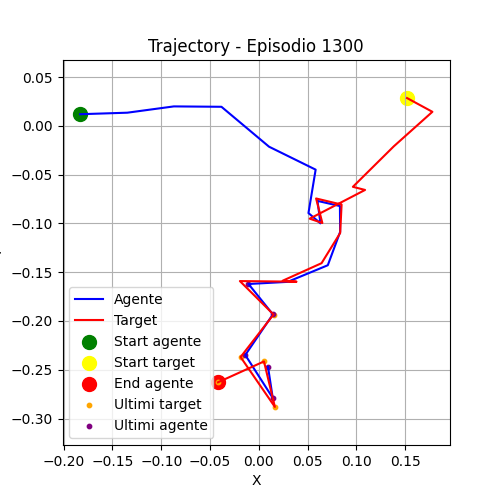 Trajectory - Episodio 1300
0.05
0.00
−0.05
−0.10
−0.15
−0.20
−0.25
−0.30
Agente
Target
Start agente
Start target
End agente
Ultimi target
Ultimi agente
−0.20 −0.15 −0.10 −0.05 0.00 0.05 0.10 0.15
X